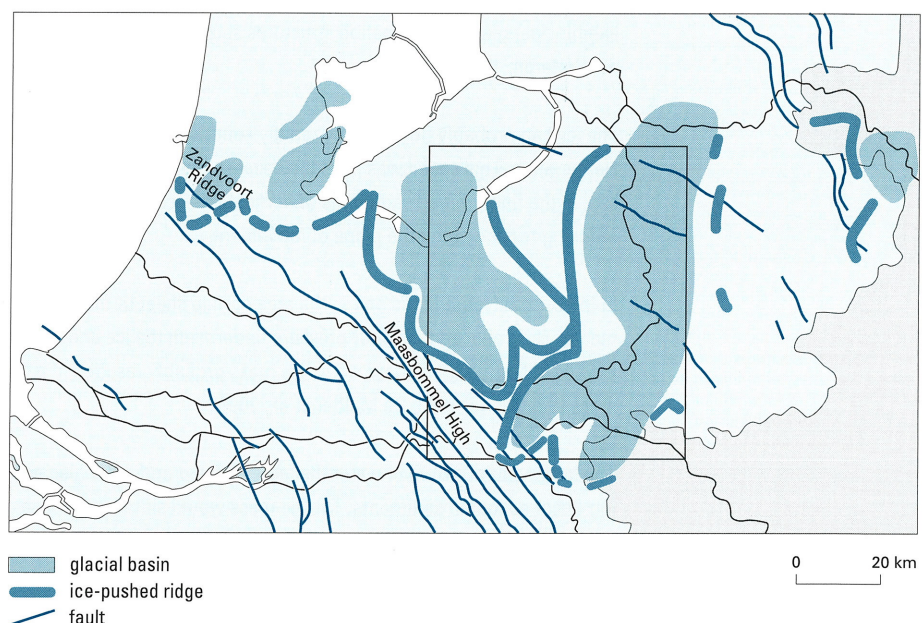 Zandvoort
Ridge
Maasbommel High
glacial basin
ice-pushed ridge
fault
0 20 km